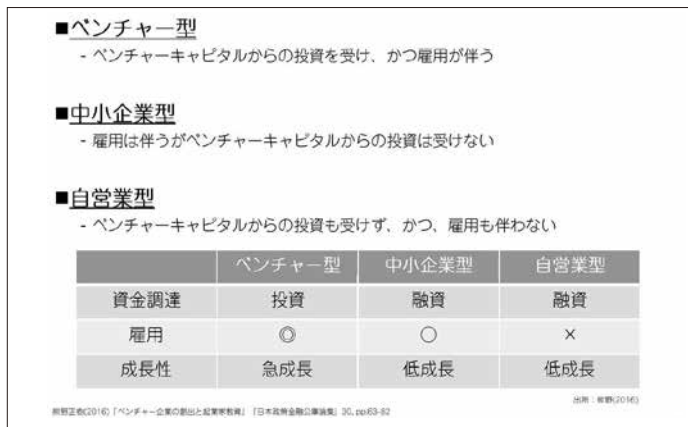 ■ベンチャー型
- ベンチャーキャピタルからの投資を受け、かつ雇用が伴う
■中小企業型
- 雇用は伴うがベンチャーキャピタルからの投資は受けない
■自営業型
- ベンチャーキャピタルからの投資も受けず、かつ、雇用も伴わない
ベンチャー型 中小企業型 自営業型
資金調達 投資 融資 融資
雇用 ◎ ○ ×
成長性 急成長 低成長 低成長
出所：熊野(2016)
熊野正樹(2016)「ベンチャー企業の創出と起業家教育」『日本政策金融公庫論集』30, pp.63-82